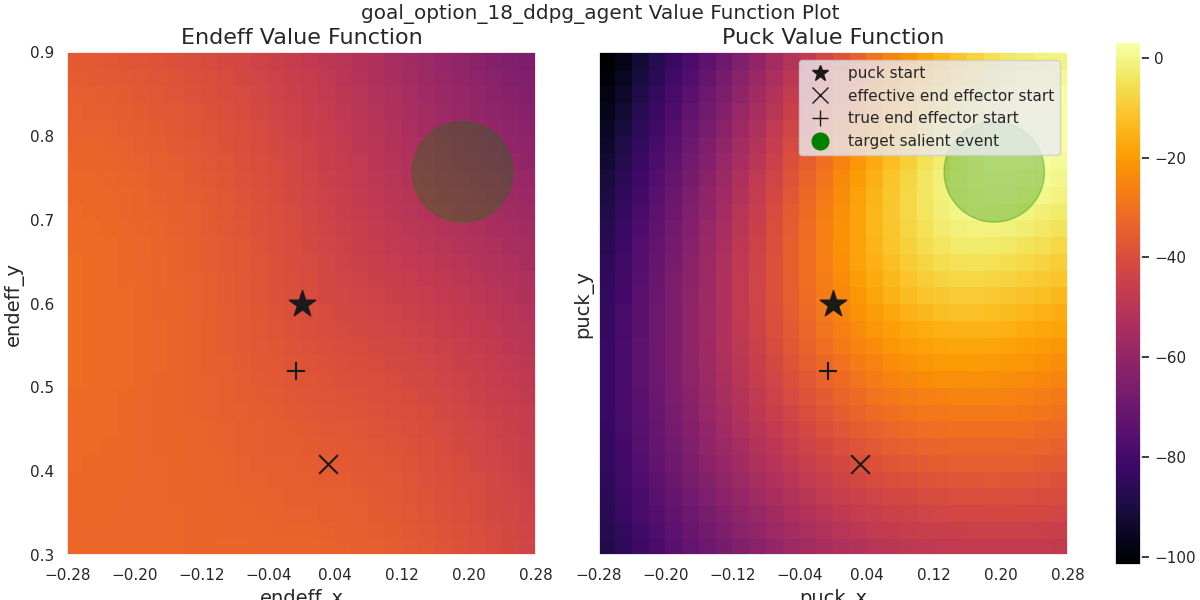 goal_option_18_ddpg_agent Value Function Plot
Endeff Value Function
Puck Value Function
0.9
0.8
0.7
0.6
0.5
0.4
0.3
endeff_y
−0.28 −0.20 −0.12 −0.04 0.04 0.12 0.20 0.28
endeff_x
puck_y
puck start
effective end effector start
true end effector start
target salient event
−0.28 −0.20 −0.12 −0.04 0.04 0.12 0.20 0.28
puck_x
0
−20
−40
−60
−80
−100